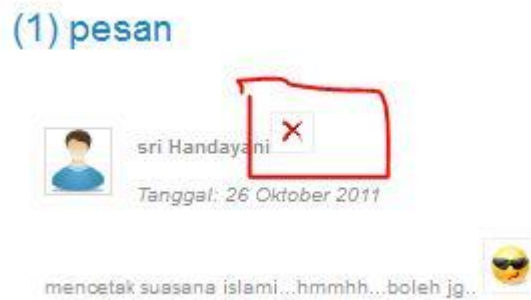 (1) pesan
sri Handayani
Tanggal: 26 Oktober 2011
mencetak suasana islami...hmmhh...boleh jg..